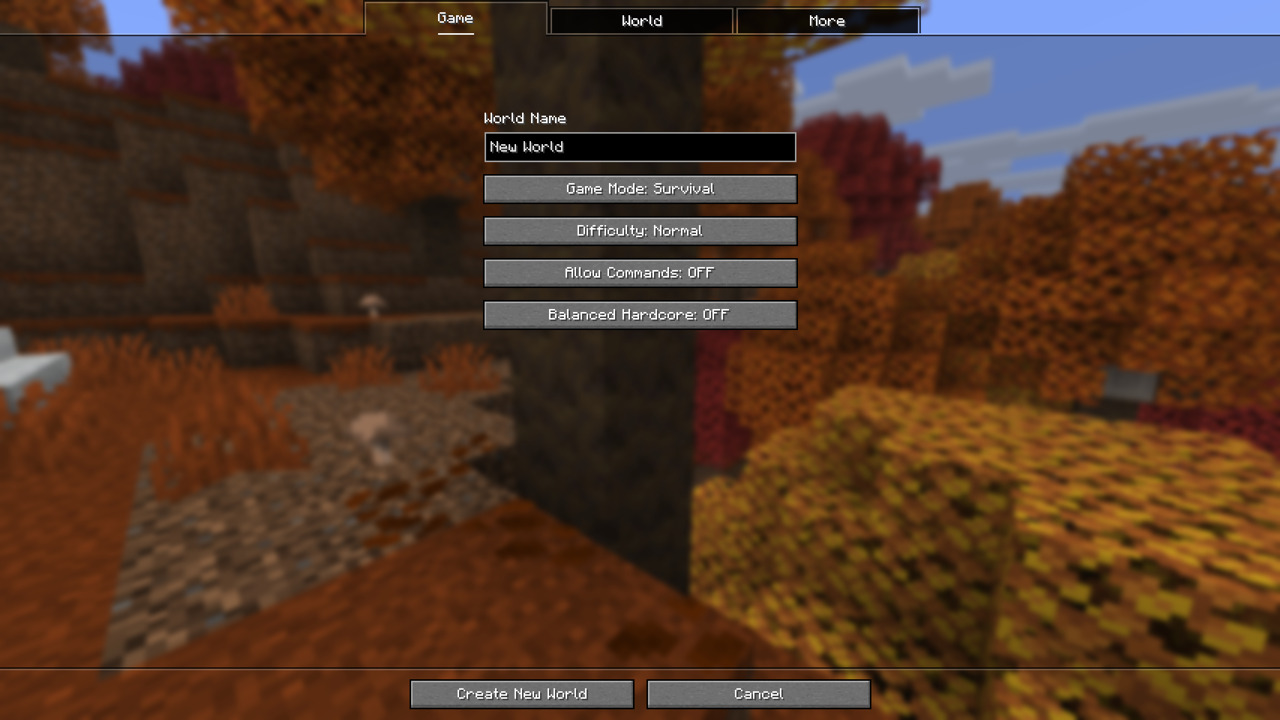 Game
World
More
World Name
New World
Game Mode: Survival
Difficulty: Normal
Allow Commands: OFF
Balanced Hardcore: OFF
Create New World
Cancel